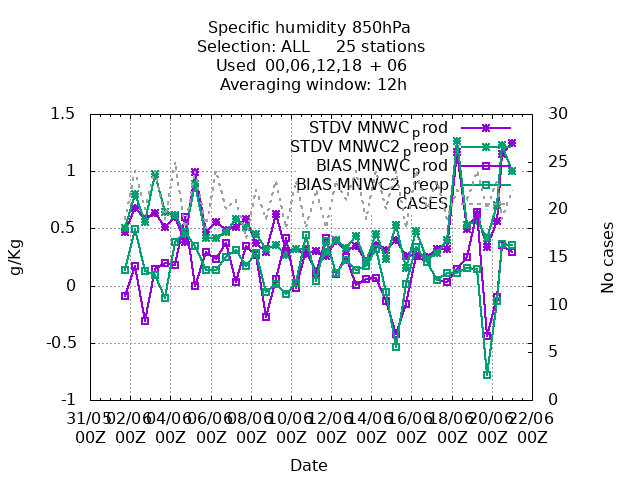 Specific humidity 850hPa
Selection: ALL 25 stations
Used 00,06,12,18 + 06
Averaging window: 12h
STDV MNWCprod
STDV MNWC2preop
BIAS MNWCprod
BIAS MNWC2preop
CASES
g/Kg
1.5
1
0.5
0
-0.5
-1
No cases
30
25
20
15
10
5
0
31/05 02/06 04/06 06/06 08/06 10/06 12/06 14/06 16/06 18/06 20/06 22/06
00Z 00Z 00Z 00Z 00Z 00Z 00Z 00Z 00Z 00Z 00Z 00Z
Date